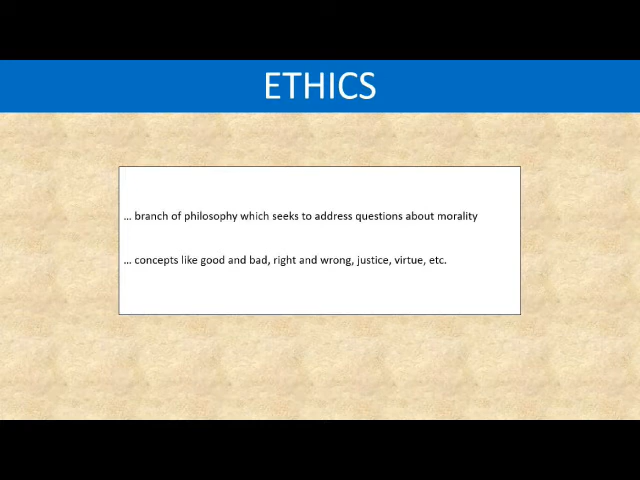 ETHICS
... branch of philosophy which seeks to address questions about morality
... concepts like good and bad, right and wrong, justice, virtue, etc.